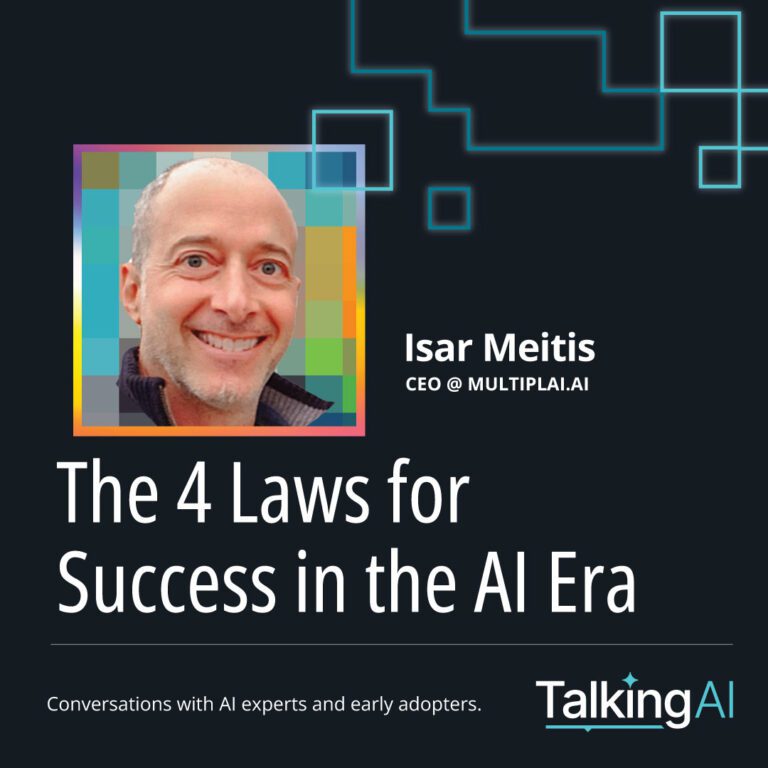 Isar Meitis
CEO @ MULTIPLAI.AI
The 4 Laws for
Success in the AI Era
Conversations with AI experts and early adopters.
TalkingAI